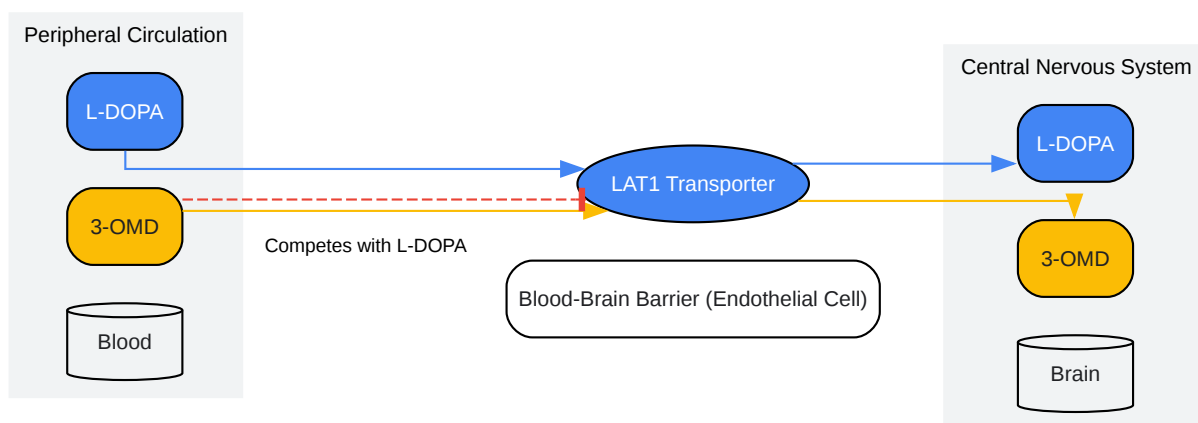 Peripheral Circulation
L-DOPA
3-OMD
Blood
Competes with L-DOPA
LAT1 Transporter
Blood-Brain Barrier (Endothelial Cell)
Central Nervous System
L-DOPA
3-OMD
Brain